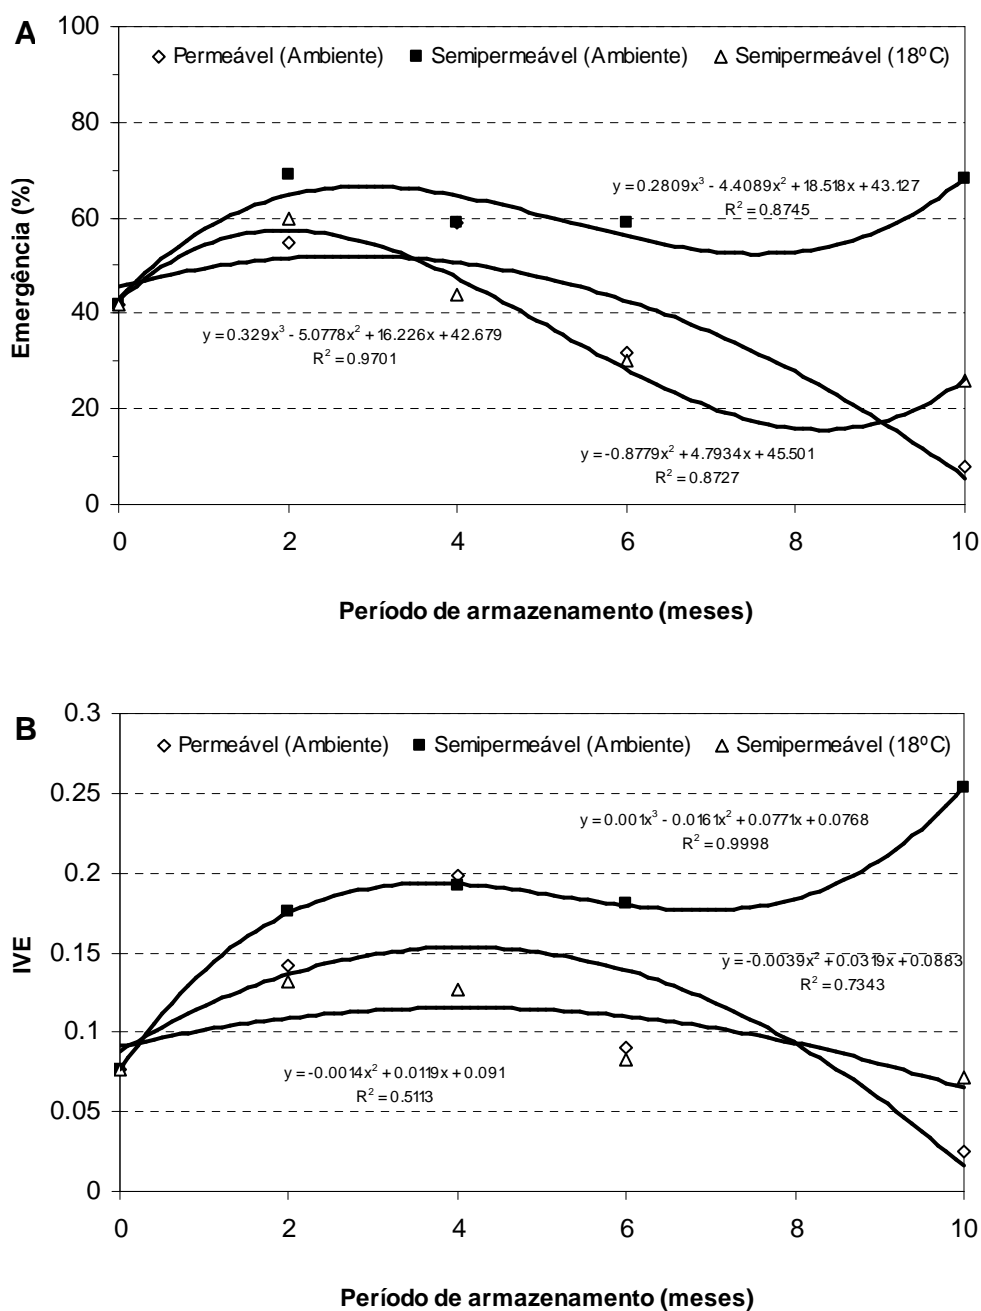 A
100
Permeável (Ambiente) Semipermeável (Ambiente) Semipermeável (18ºC)
80
y = 0.2809x³ - 4.4089x² + 18.518x + 43.127
R² = 0.8745
60
Emergência (%)
40
y = 0.329x³ - 5.0778x² + 16.226x + 42.679
R² = 0.9701
20
y = -0.8779x² + 4.7934x + 45.501
R² = 0.8727
0
0 2 4 6 8 10
Período de armazenamento (meses)
B
0.3
Permeável (Ambiente) Semipermeável (Ambiente) Semipermeável (18ºC)
0.25
y = 0.001x³ - 0.0161x² + 0.0771x + 0.0768
R² = 0.9998
0.2
IVE
0.15
y = -0.0039x² + 0.0319x + 0.0883
R² = 0.7343
0.1
y = -0.0014x² + 0.0119x + 0.091
R² = 0.5113
0.05
0
0 2 4 6 8 10
Período de armazenamento (meses)